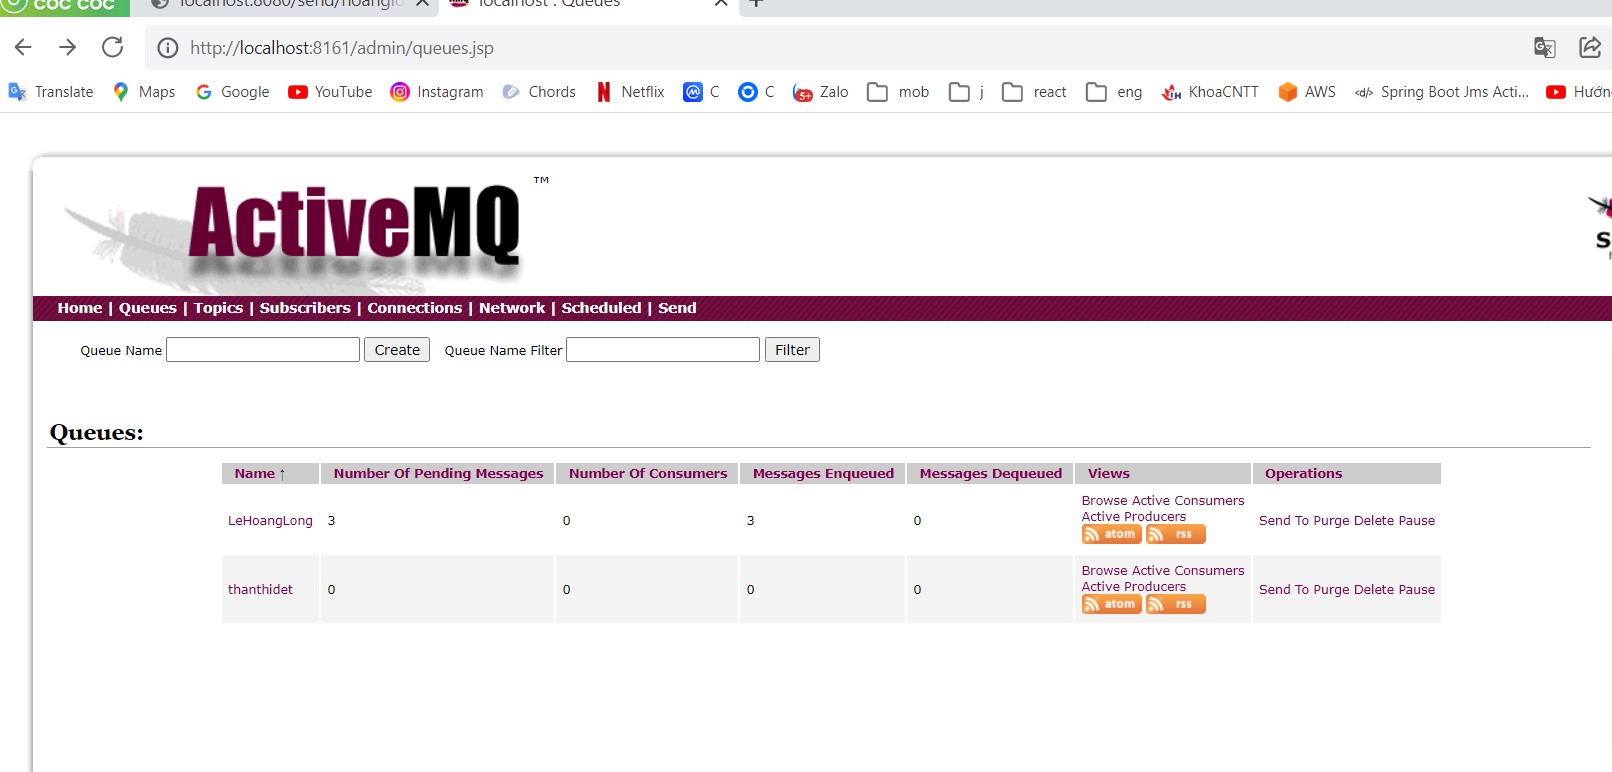 CỐC CỐC localhost:8080/send/hoanglo localhost : Queues
http://localhost:8161/admin/queues.jsp
Translate Maps Google YouTube Instagram Chords Netflix C C Zalo mob j react eng KhoaCNTT AWS Spring Boot Jms Acti... Hướn
ActiveMQ ™
S
Home | Queues | Topics | Subscribers | Connections | Network | Scheduled | Send
Queue Name Create Queue Name Filter Filter
Queues:
Name ↑ Number Of Pending Messages Number Of Consumers Messages Enqueued Messages Dequeued Views Operations
Browse Active Consumers
LeHoangLong 3 0 3 0 Active Producers Send To Purge Delete Pause
atom rss
Browse Active Consumers
thanthidet 0 0 0 0 Active Producers Send To Purge Delete Pause
atom rss